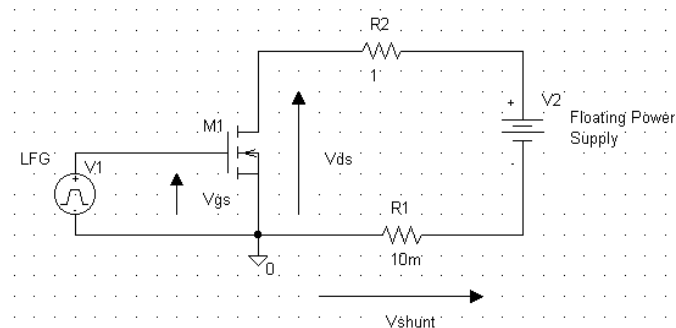 R2
1
+
V2
Floating Power
Supply
-
M1
LFG
V1
+
-
Vgs
Vds
R1
10m
0
Vshunt